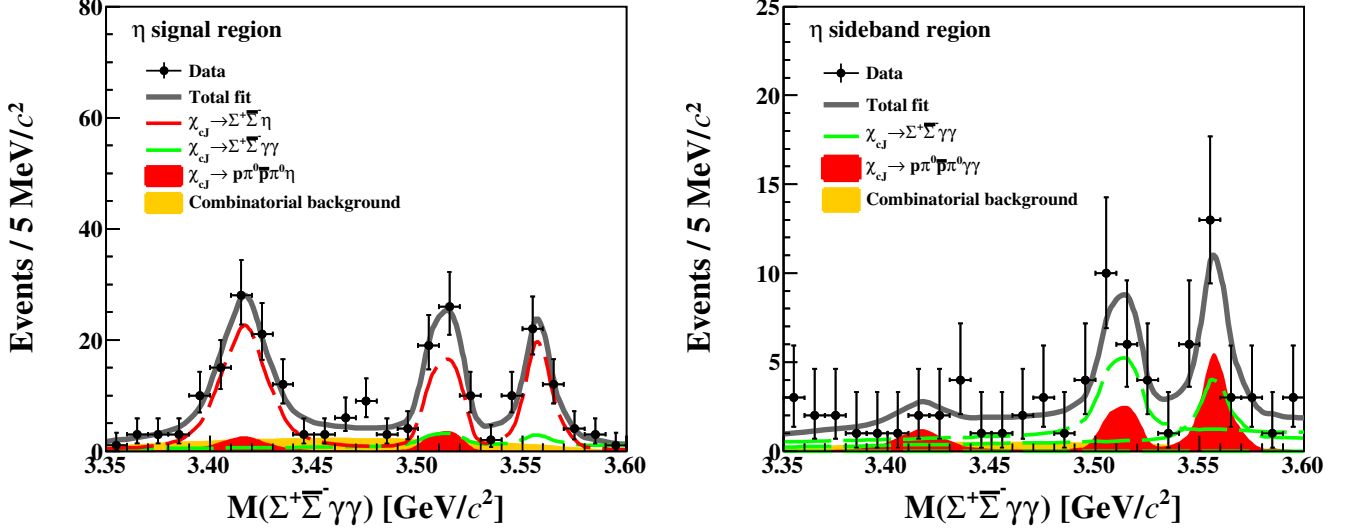 η signal region
Data
Total fit
χcJ→Σ⁺Σ̅⁻η
χcJ→Σ⁺Σ̅⁻γγ
χcJ→ pπ⁰p̅π⁰η
Combinatorial background
Events / 5 MeV/c²
80
60
40
20
0
3.35 3.40 3.45 3.50 3.55 3.60
M(Σ⁺Σ̅⁻γγ) [GeV/c²]
η sideband region
Data
Total fit
χcJ→Σ⁺Σ̅⁻γγ
χcJ→ pπ⁰p̅π⁰γγ
Combinatorial background
Events / 5 MeV/c²
25
20
15
10
5
0
3.35 3.40 3.45 3.50 3.55 3.60
M(Σ⁺Σ̅⁻γγ) [GeV/c²]